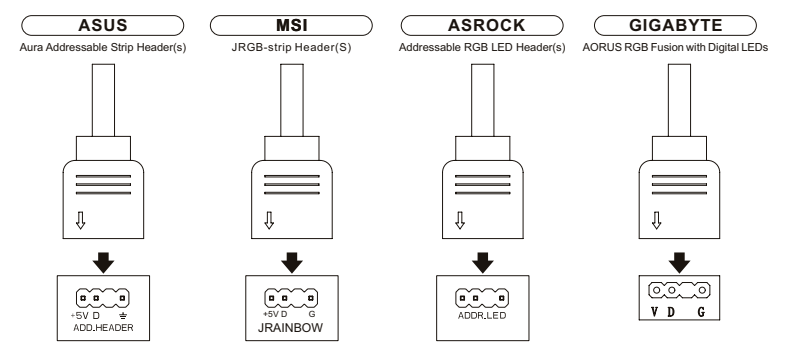 ASUS
Aura Addressable Strip Header(s)
+5V D
ADD.HEADER
MSI
JRGB-strip Header(S)
+5V D G
JRAINBOW
ASROCK
Addressable RGB LED Header(s)
ADDR.LED
GIGABYTE
AORUS RGB Fusion with Digital LEDs
V D G